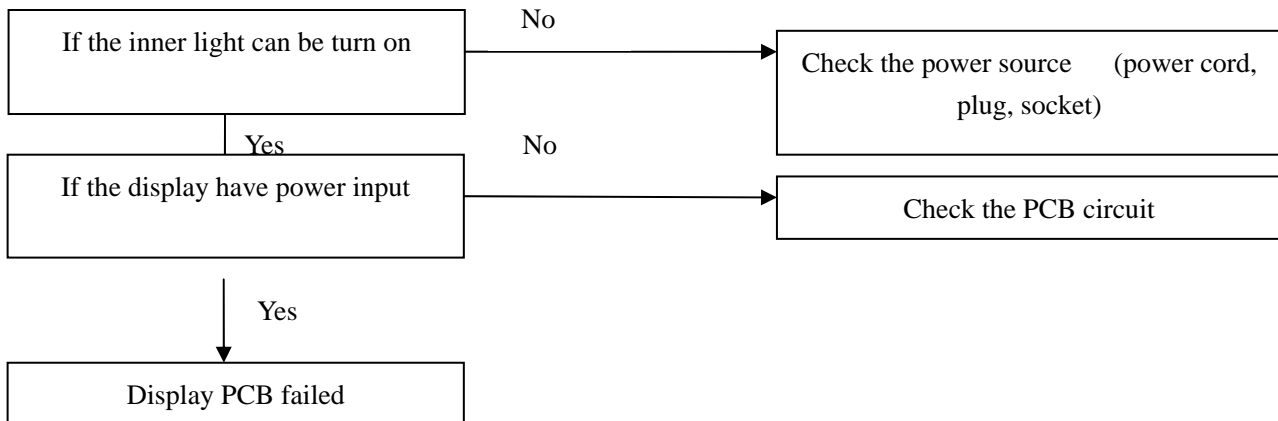 If the inner light can be turn on
No
Check the power source (power cord,
plug, socket)
Yes
If the display have power input
No
Check the PCB circuit
Yes
Display PCB failed